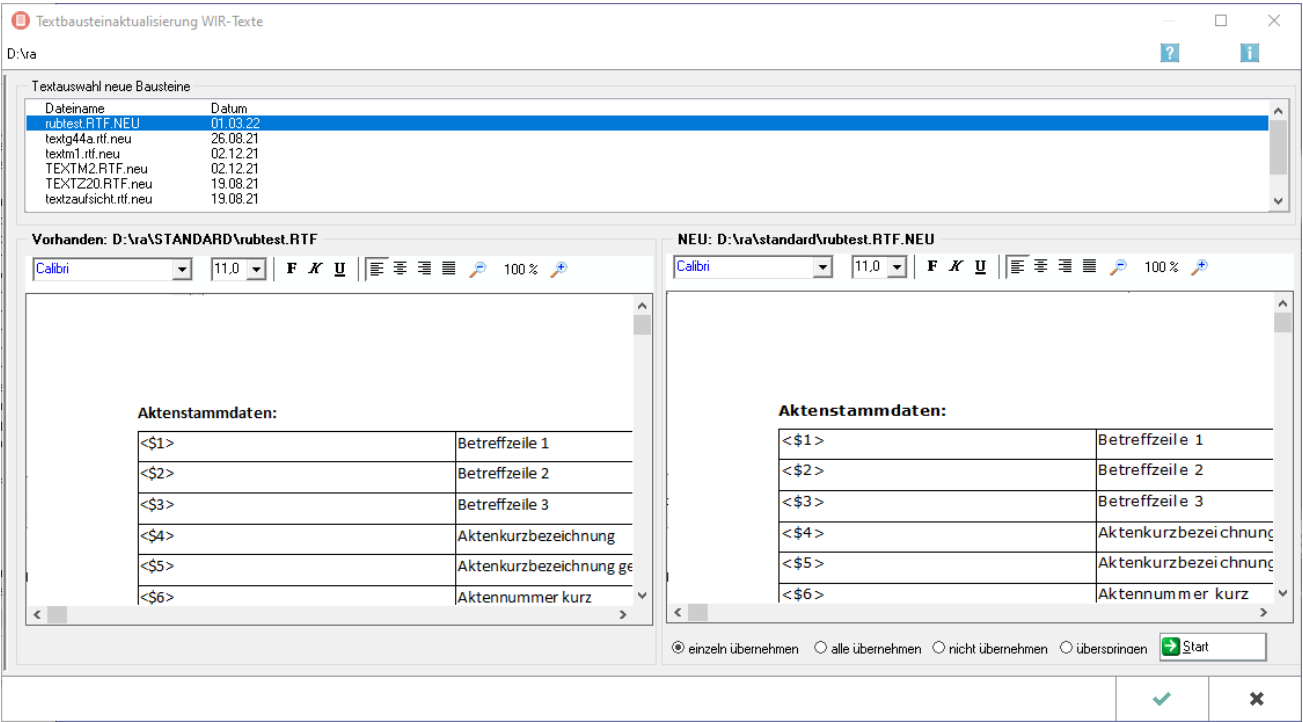 Textbausteinaktualisierung WIR-Texte
D:\ra
Textauswahl neue Bausteine
Dateiname Datum
rubtest.RTF.NEU 01.03.22
textg44a.rtf.neu 26.08.21
textm1.rtf.neu 02.12.21
TEXTM2.RTF.neu 02.12.21
TEXTZ20.RTF.neu 19.08.21
textzaufsicht.rtf.neu 19.08.21
Vorhanden: D:\ra\STANDARD\rubtest.RTF
Calibri 11,0 F K U 100 %
Aktenstammdaten:
<$1> Betreffzeile 1
<$2> Betreffzeile 2
<$3> Betreffzeile 3
<$4> Aktenkurzbezeichnung
<$5> Aktenkurzbezeichnung ge
<$6> Aktennummer kurz
NEU: D:\ra\standard\rubtest.RTF.NEU
Calibri 11,0 F K U 100 %
Aktenstammdaten:
<$1> Betreffzeile 1
<$2> Betreffzeile 2
<$3> Betreffzeile 3
<$4> Aktenkurzbezeichnung
<$5> Aktenkurzbezeichnung
<$6> Aktennummer kurz
einzeln übernehmen alle übernehmen nicht übernehmen überspringen Start